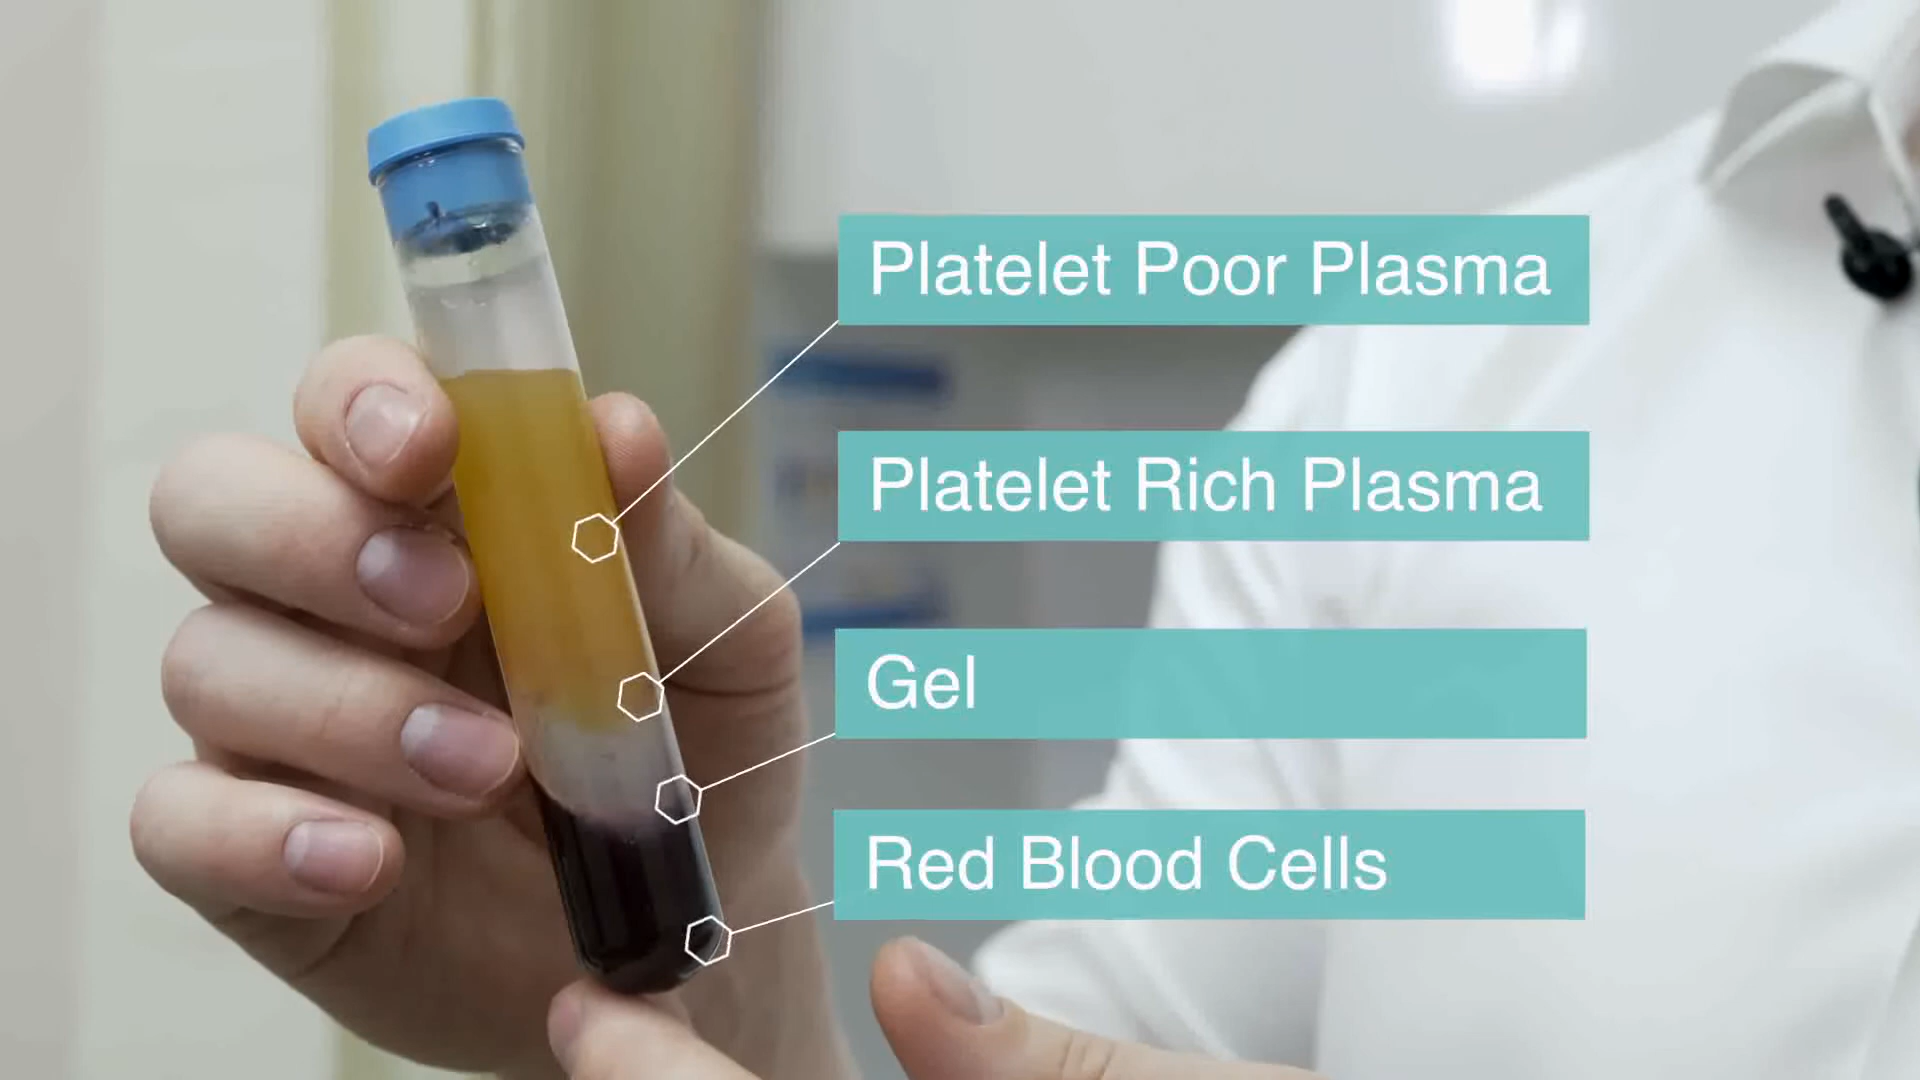 Platelet Poor Plasma
Platelet Rich Plasma
Gel
Red Blood Cells